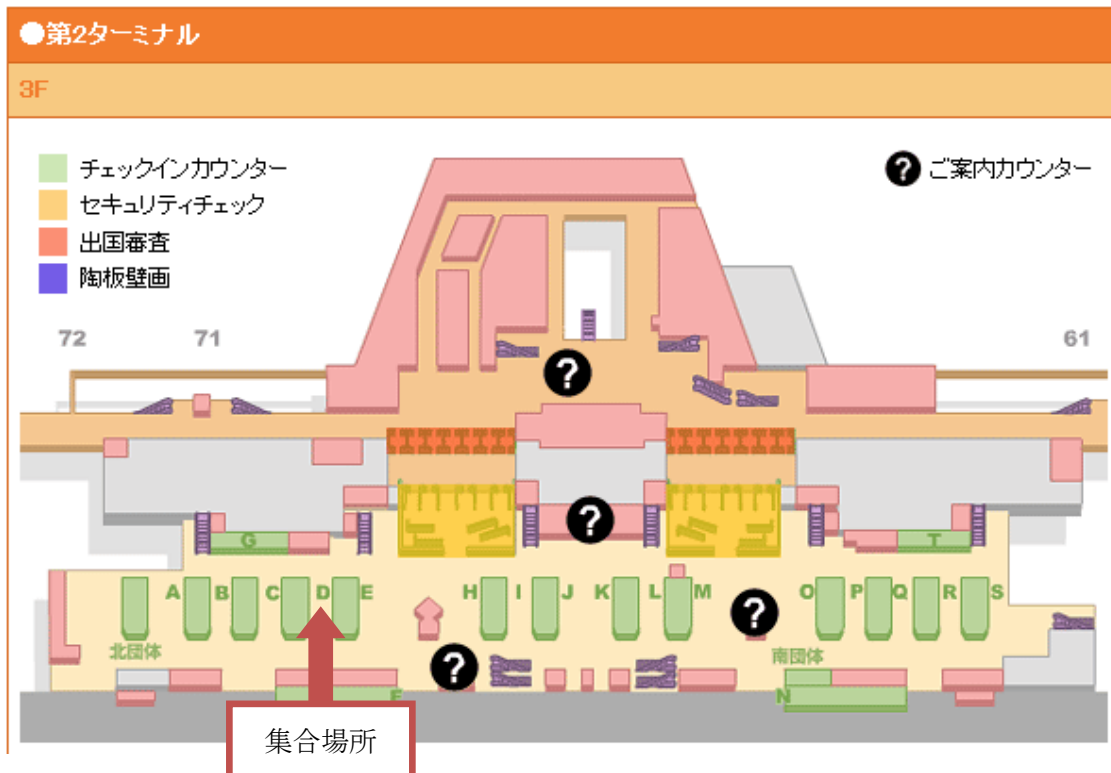 ●第2ターミナル
3F
チェックインカウンター
セキュリティチェック
出国審査
陶板壁画
? ご案内カウンター
72
71
61
?
?
G
T
A
B
C
D
E
H
I
J
K
L
M
?
O
P
Q
R
S
北団体
南団体
?
F
N
集合場所